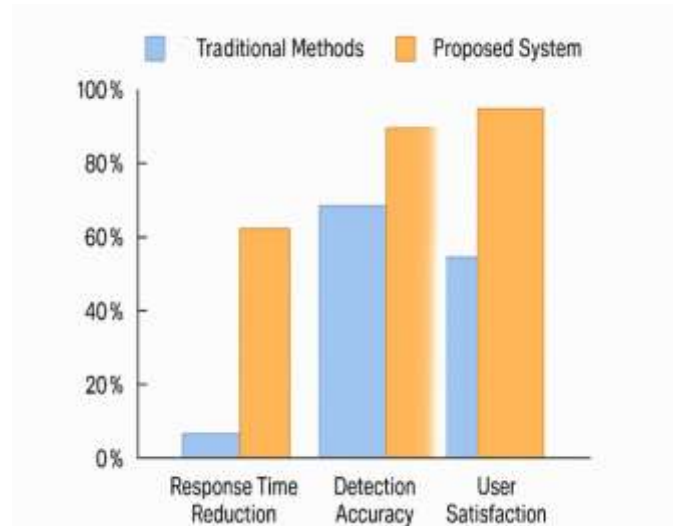 Traditional Methods Proposed System
100%
80%
60%
40%
20%
0%
Response Time Reduction
Detection Accuracy
User Satisfaction